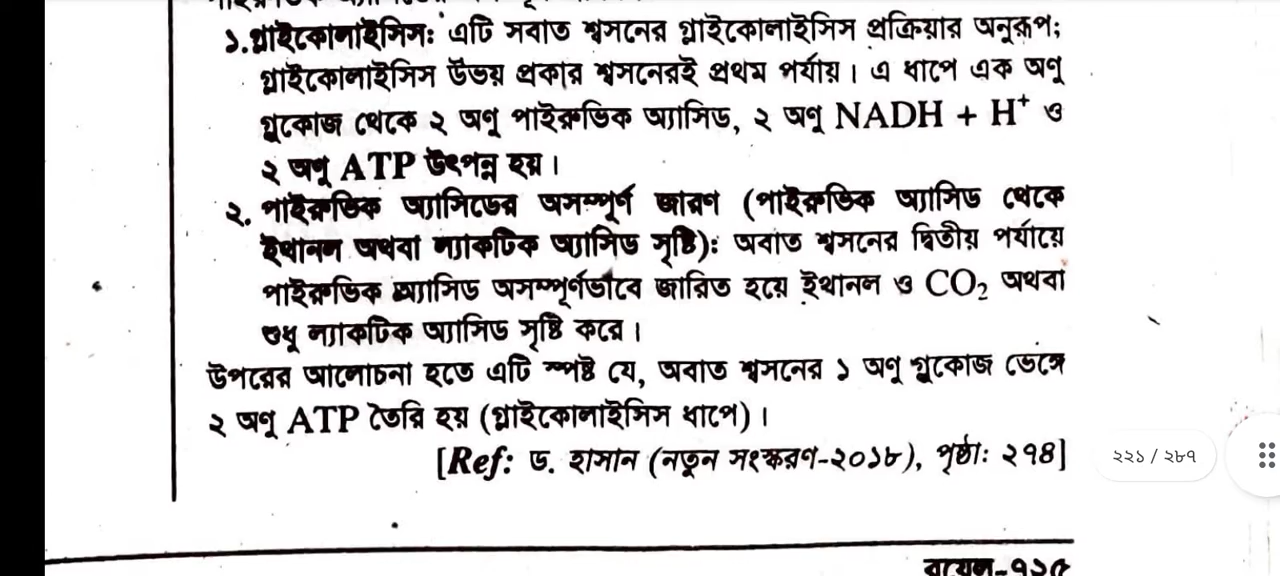 ১.গ্লাইকোলাইসিস: এটি সবাত শ্বসনের গ্লাইকোলাইসিস প্রক্রিয়ার অনুরূপ;
গ্লাইকোলাইসিস উভয় প্রকার শ্বসনেরই প্রথম পর্যায়। এ ধাপে এক অণু
গ্লুকোজ থেকে ২ অণু পাইরুভিক অ্যাসিড, ২ অণু NADH + H⁺ ও
২ অণু ATP উৎপন্ন হয়।
২. পাইরুভিক অ্যাসিডের অসম্পূর্ণ জারণ (পাইরুভিক অ্যাসিড থেকে
ইথানল অথবা ল্যাকটিক অ্যাসিড সৃষ্টি): অবাত শ্বসনের দ্বিতীয় পর্যায়ে
পাইরুভিক অ্যাসিড অসম্পূর্ণভাবে জারিত হয়ে ইথানল ও CO₂ অথবা
শুধু ল্যাকটিক অ্যাসিড সৃষ্টি করে।
উপরের আলোচনা হতে এটি স্পষ্ট যে, অবাত শ্বসনের ১ অণু গ্লুকোজ ভেঙ্গে
২ অণু ATP তৈরি হয় (গ্লাইকোলাইসিস ধাপে)।
[Ref: ড. হাসান (নতুন সংস্করণ-২০১৮), পৃষ্ঠা: ২৭৪]
২২১ / ২৮৭
রয়েল-৭১৫